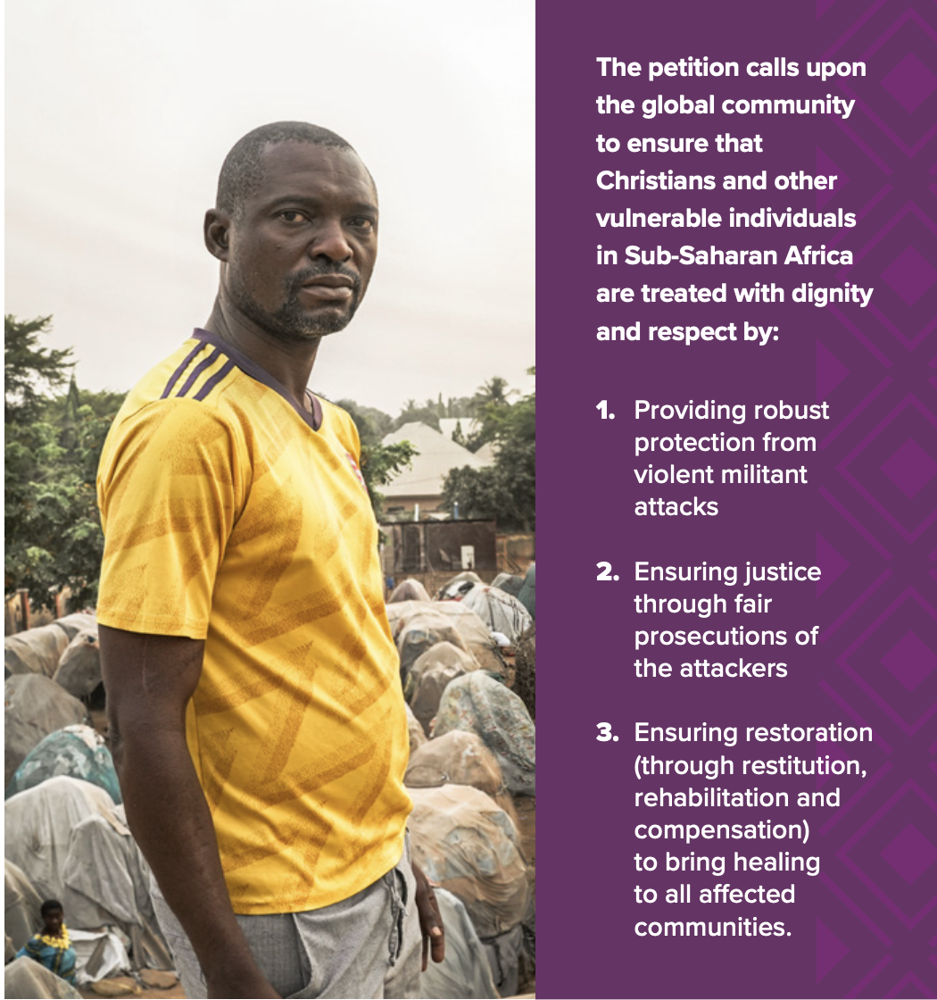 The petition calls upon
the global community
to ensure that
Christians and other
vulnerable individuals
in Sub-Saharan Africa
are treated with dignity
and respect by:
1. Providing robust
protection from
violent militant
attacks
2. Ensuring justice
through fair
prosecutions of
the attackers
3. Ensuring restoration
(through restitution,
rehabilitation and
compensation)
to bring healing
to all affected
communities.